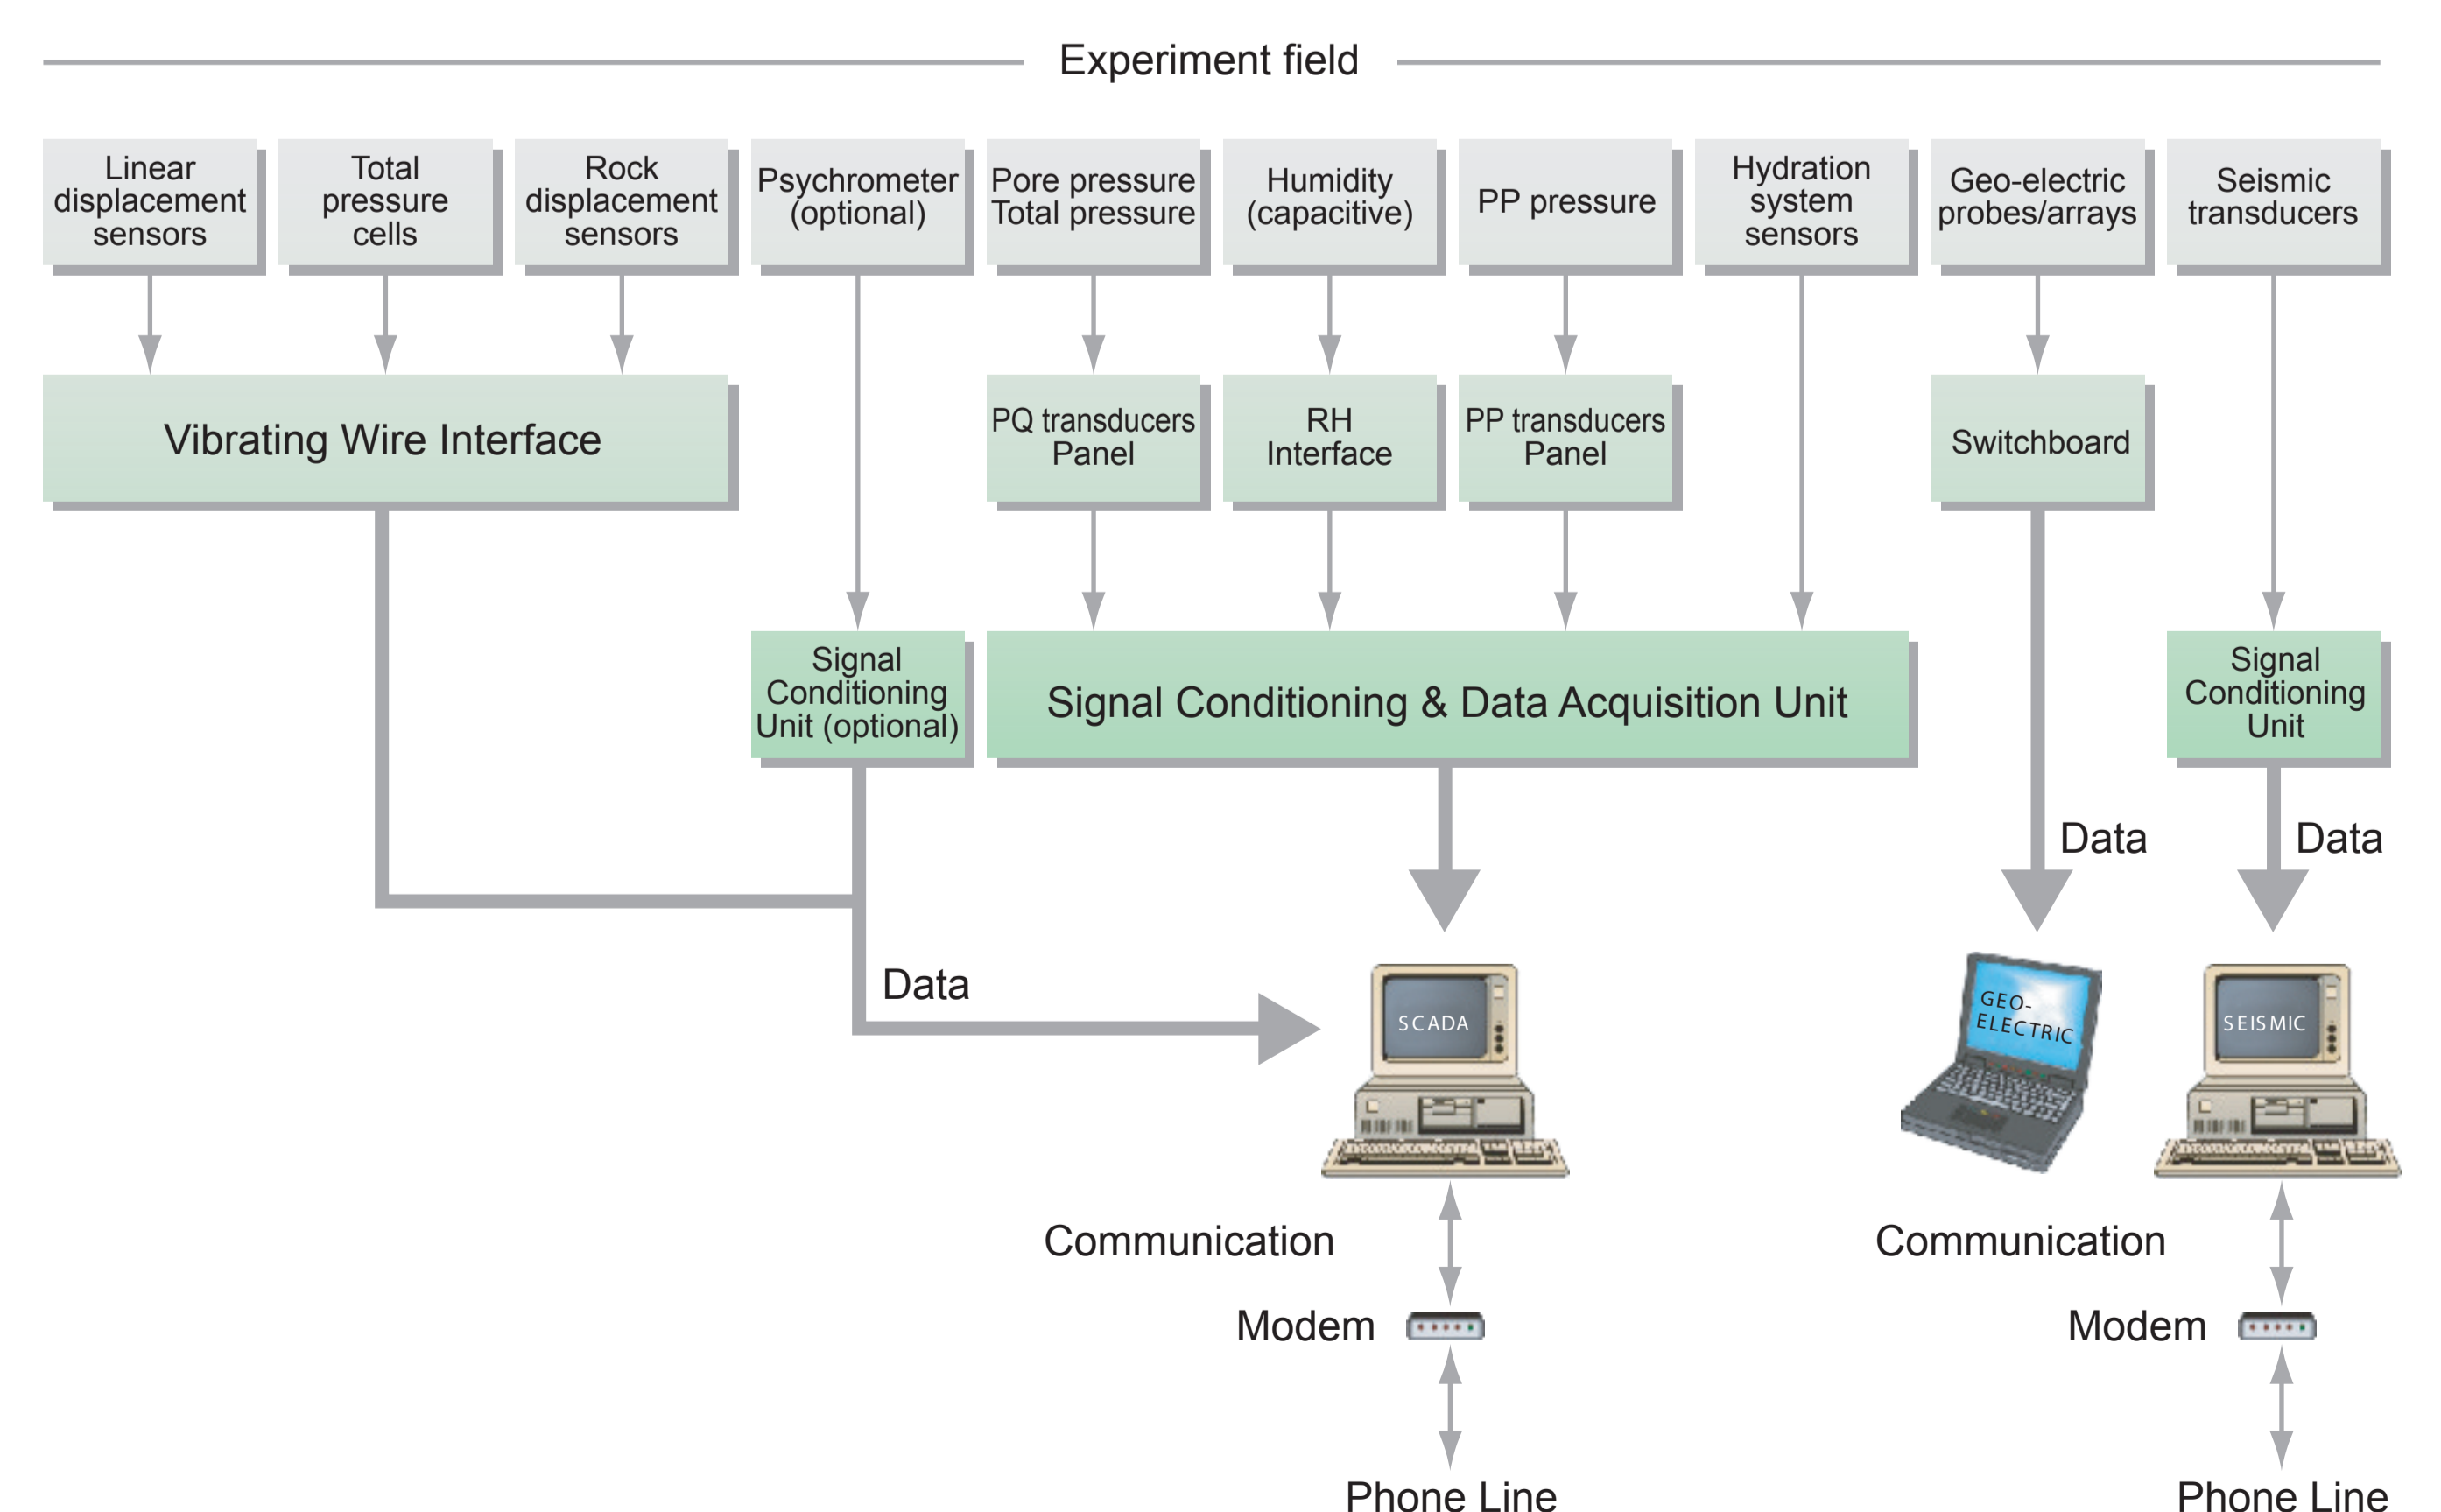 Experiment field
Linear
displacement
sensors
Total
pressure
cells
Rock
displacement
sensors
Psychrometer
(optional)
Pore pressure
Total pressure
Humidity
(capacitive)
PP pressure
Hydration
system
sensors
Geo-electric
probes/arrays
Seismic
transducers
Vibrating Wire Interface
PQ transducers
Panel
RH
Interface
PP transducers
Panel
Switchboard
Signal
Conditioning
Unit (optional)
Signal Conditioning & Data Acquisition Unit
Signal
Conditioning
Unit
Data
Data
Data
SCADA
GEO-
ELECTRIC
SEISMIC
Communication
Communication
Modem
Modem
Phone Line
Phone Line